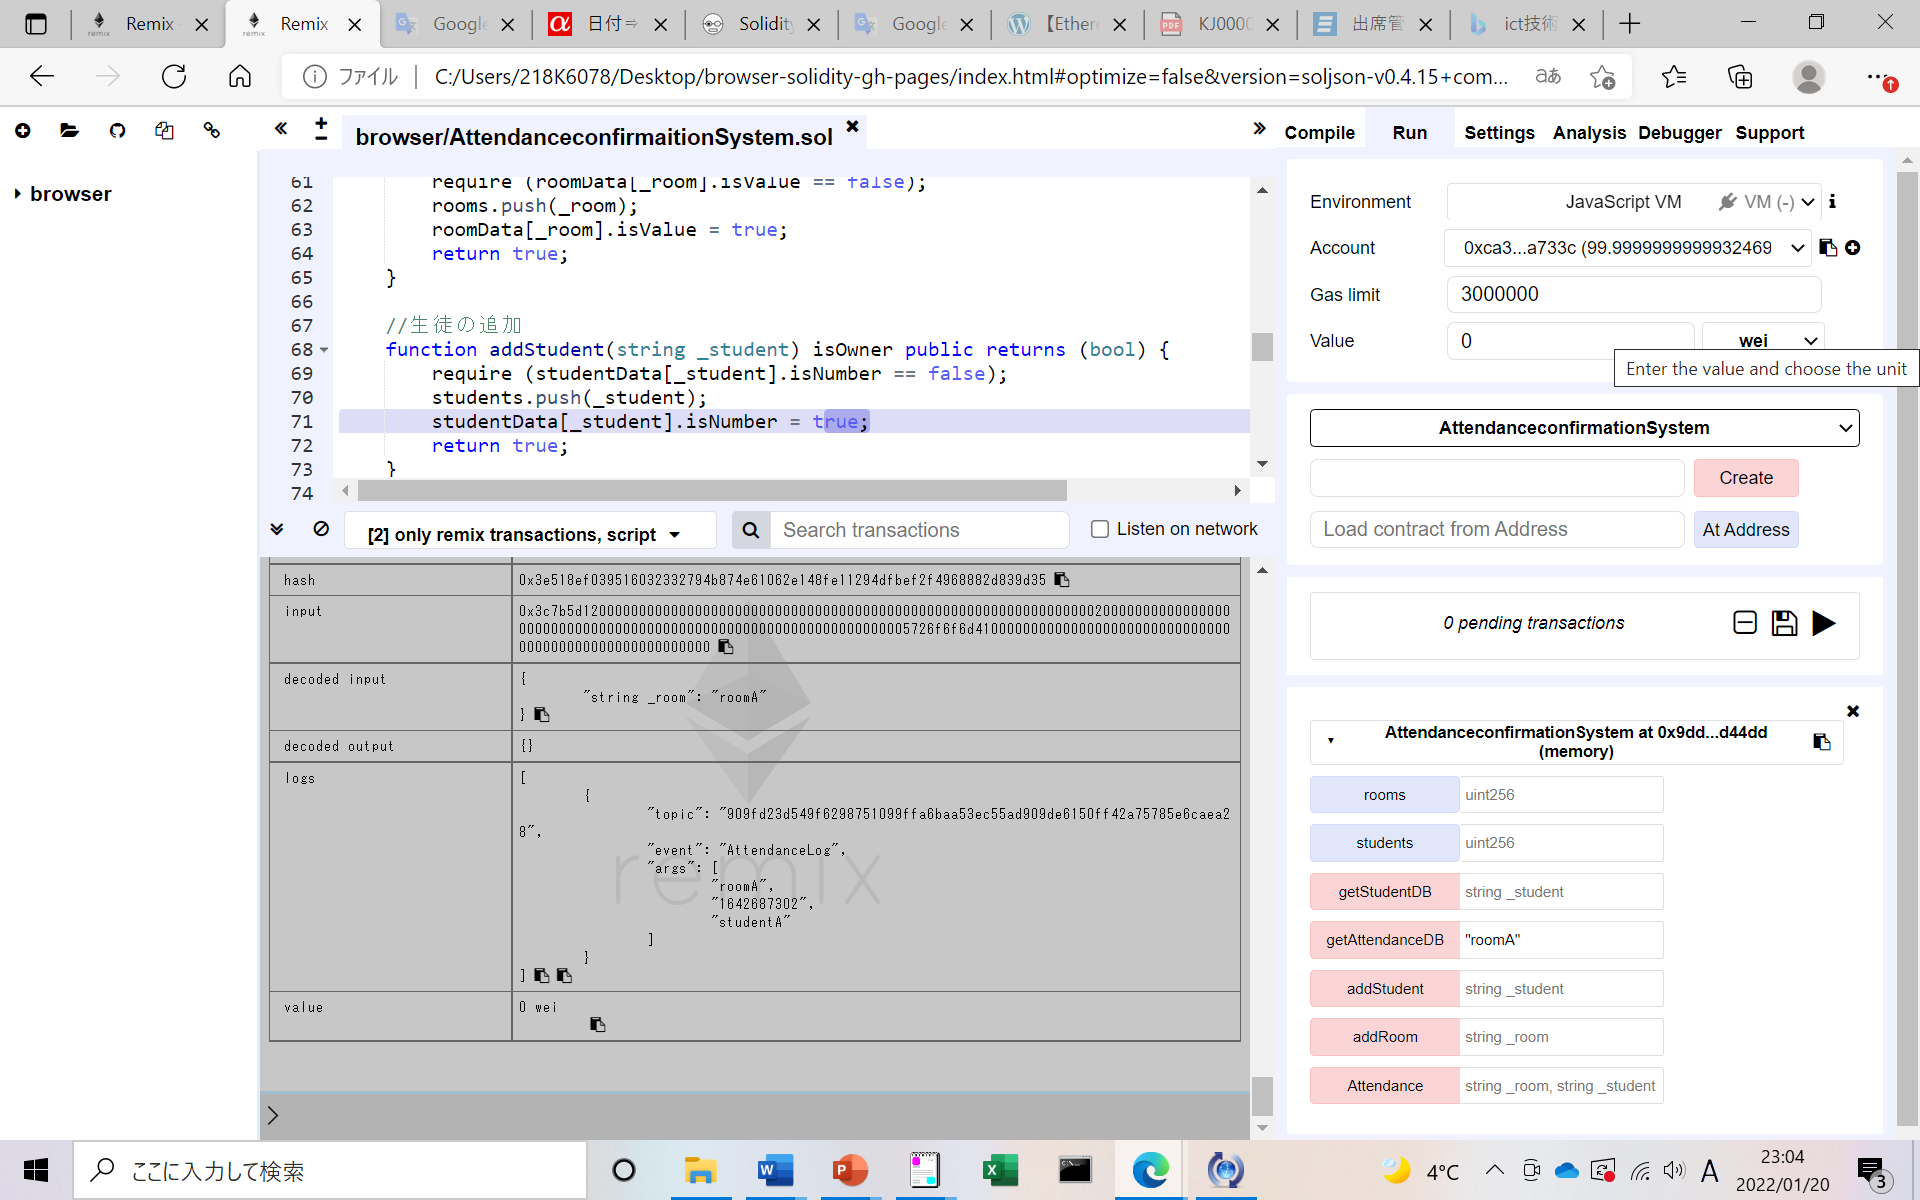 Remix
Remix
Google
日付⇒
Solidity
Google
【Ether
KJ000
出席管
ict技術
ファイル
C:/Users/218K6078/Desktop/browser-solidity-gh-pages/index.html#optimize=false&version=soljson-v0.4.15+com...
browser
browser/AttendanceconfirmaitionSystem.sol
61 require (roomData[_room].isValue == false);
62 rooms.push(_room);
63 roomData[_room].isValue = true;
64 return true;
65 }
66
67 //生徒の追加
68 function addStudent(string _student) isOwner public returns (bool) {
69 require (studentData[_student].isNumber == false);
70 students.push(_student);
71 studentData[_student].isNumber = true;
72 return true;
73 }
74
[2] only remix transactions, script
Search transactions
Listen on network
hash 0x3e518ef039516032332794b874e61062e148fe11294dfbef2f4968882d839d35
input
decoded input {
"string _room": "roomA"
}
decoded output {}
logs [
{
"topic": "909fd23d549f6298751099ffa6baa53ec55ad909de6150ff42a75785e6caea2
8",
"event": "AttendanceLog",
"args": [
"roomA",
"1642687302",
"studentA"
]
}
]
value 0 wei
remix
>
Compile Run Settings Analysis Debugger Support
Environment JavaScript VM VM (-)
Account 0xca3...a733c (99.9999999999932469
Gas limit 3000000
Value 0 wei
Enter the value and choose the unit
AttendanceconfirmationSystem
Create
Load contract from Address At Address
0 pending transactions
AttendanceconfirmationSystem at 0x9dd...d44dd
(memory)
rooms uint256
students uint256
getStudentDB string _student
getAttendanceDB "roomA"
addStudent string _student
addRoom string _room
Attendance string _room, string _student
ここに入力して検索
4°C
A
23:04
2022/01/20
3